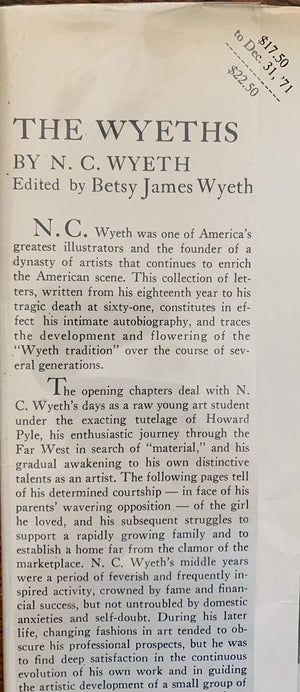 $17.50
to Dec. 31, '71
$22.50
THE WYETHS
BY N. C. WYETH
Edited by Betsy James Wyeth
N. C. Wyeth was one of America's
greatest illustrators and the founder of a
dynasty of artists that continues to enrich
the American scene. This collection of let-
ters, written from his eighteenth year to his
tragic death at sixty-one, constitutes in ef-
fect his intimate autobiography, and traces
the development and flowering of the
"Wyeth tradition" over the course of sev-
eral generations.
The opening chapters deal with N.
C. Wyeth's days as a raw young art student
under the exacting tutelage of Howard
Pyle, his enthusiastic journey through the
Far West in search of "material," and his
gradual awakening to his own distinctive
talents as an artist. The following pages tell
of his determined courtship — in face of his
parents' wavering opposition — of the girl
he loved, and his subsequent struggles to
support a rapidly growing family and to
establish a home far from the clamor of the
marketplace. N. C. Wyeth's middle years
were a period of feverish and frequently in-
spired activity, crowned by fame and finan-
cial success, but not untroubled by domestic
anxieties and self-doubt. During his later
life, changing fashions in art tended to ob-
scure his professional prospects, but he was
to find deep satisfaction in the continuous
evolution of his own work and in guiding
the artistic development of a small group of